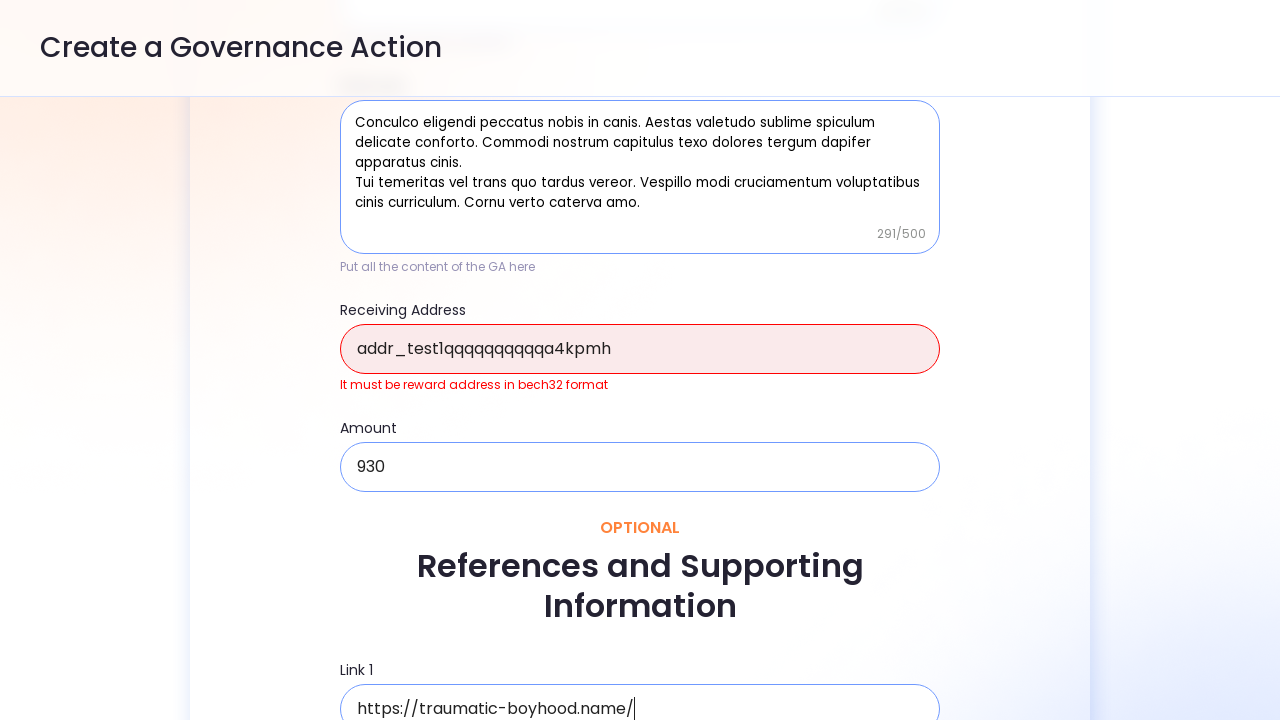 Create a Governance Action
Conculco eligendi peccatus nobis in canis. Aestas valetudo sublime spiculum
delicate conforto. Commodi nostrum capitulus texo dolores tergum dapifer
apparatus cinis.
Tui temeritas vel trans quo tardus vereor. Vespillo modi cruciamentum voluptatibus
cinis curriculum. Cornu verto caterva amo.
291/500
Put all the content of the GA here
Receiving Address
addr_test1qqqqqqqqqqa4kpmh
It must be reward address in bech32 format
Amount
930
OPTIONAL
References and Supporting
Information
Link 1
https://traumatic-boyhood.name/